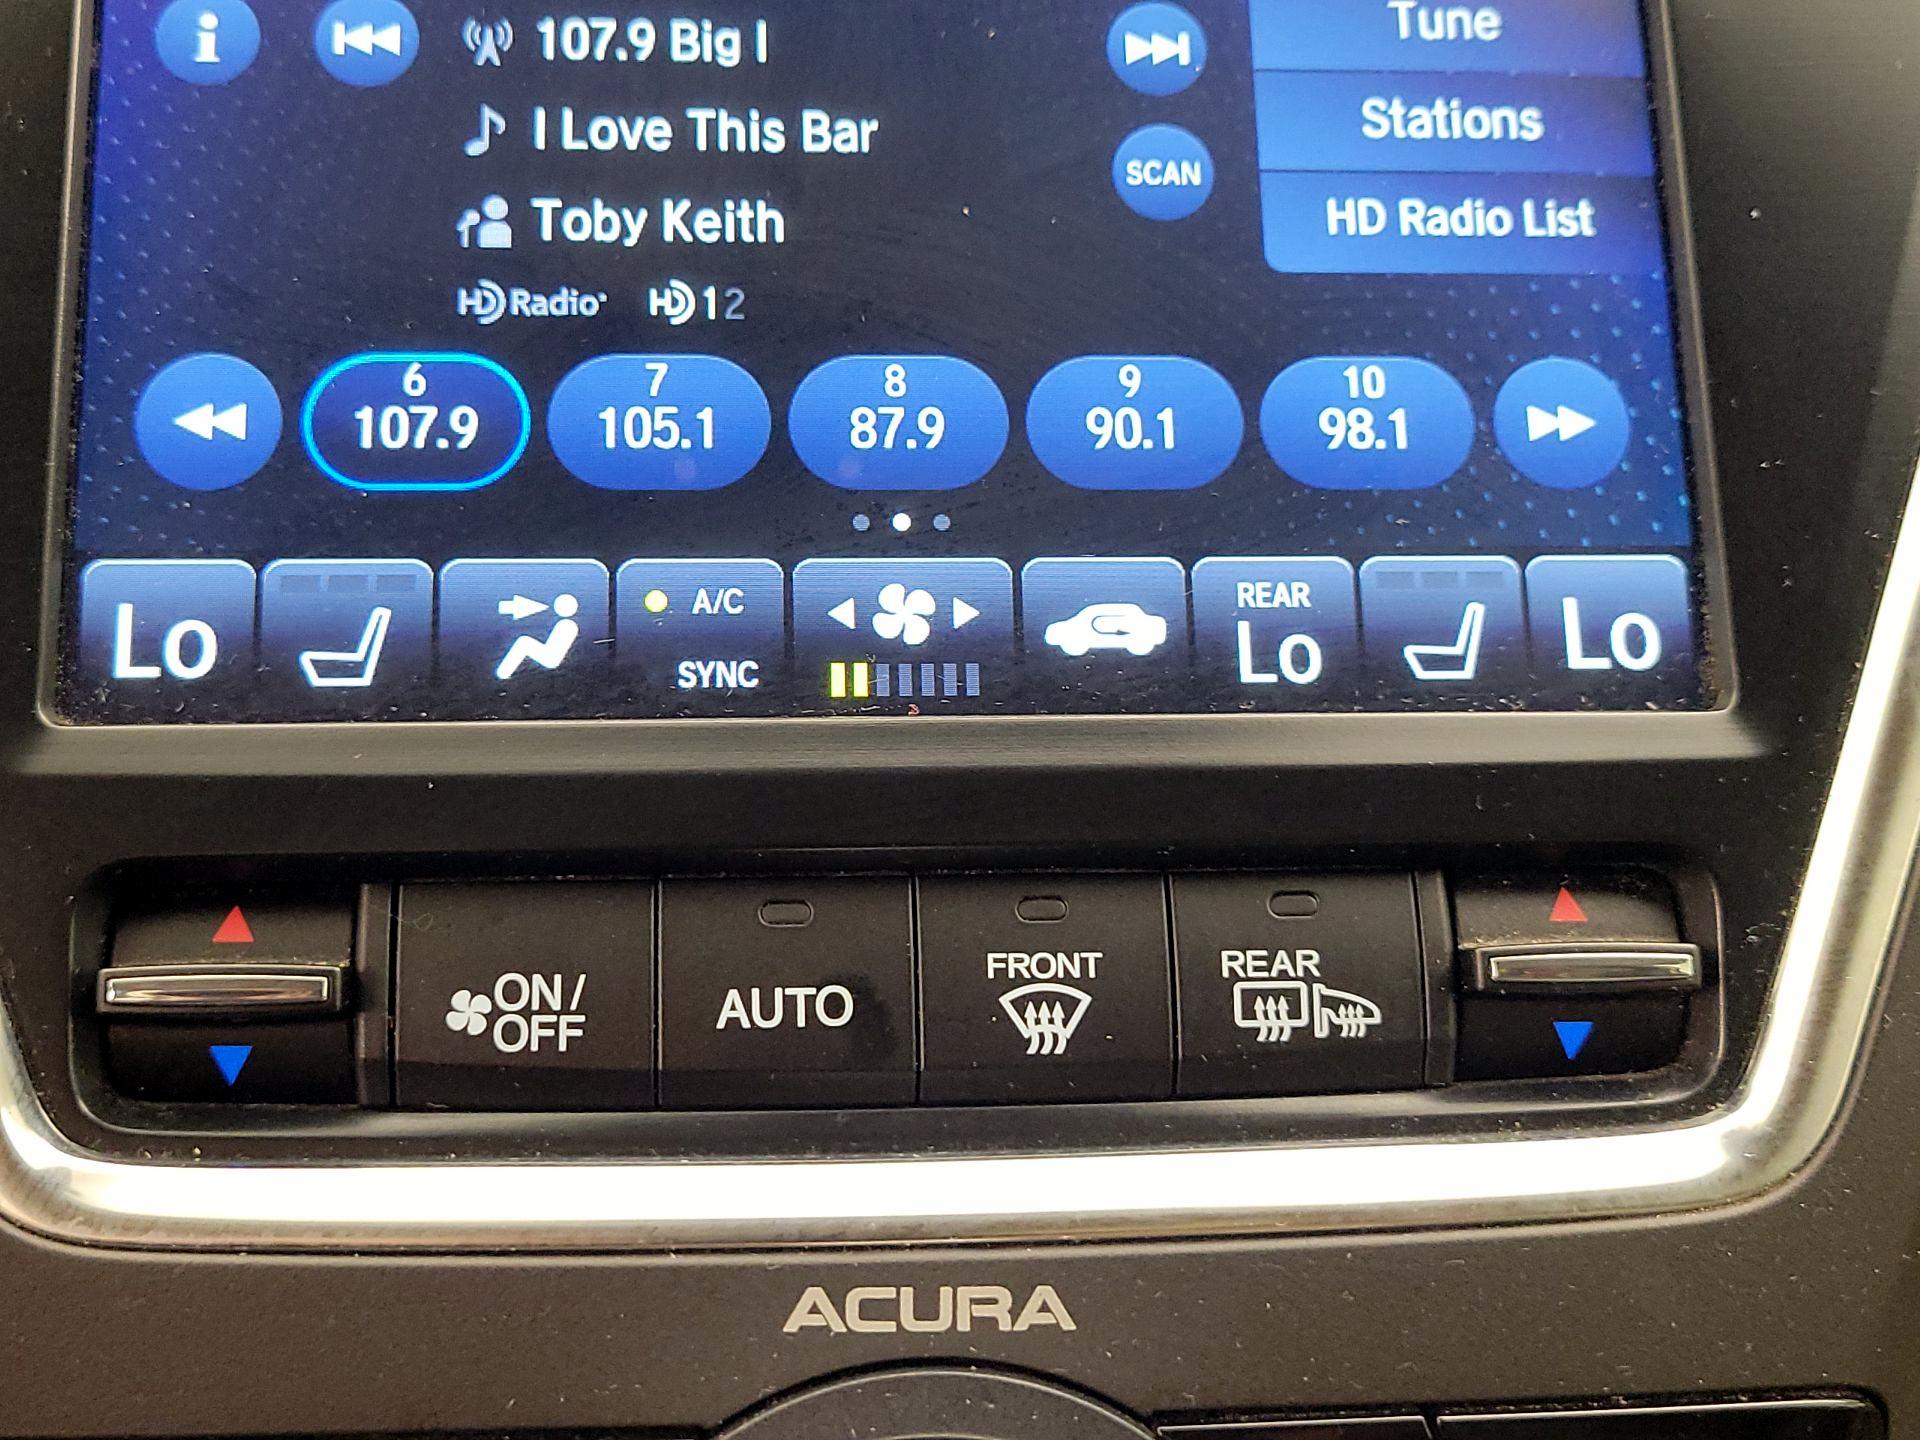 i
107.9 Big I
Tune
I Love This Bar
Stations
SCAN
Toby Keith
HD Radio List
HD Radio HD 1 2
6 7 8 9 10
107.9 105.1 87.9 90.1 98.1
Lo
A/C
SYNC
REAR
Lo
Lo
ON/
OFF
AUTO
FRONT
REAR
ACURA